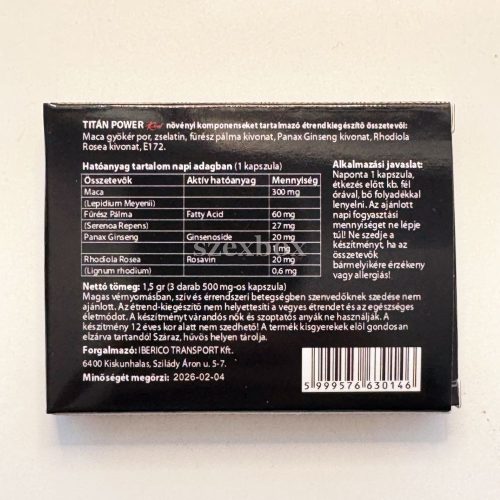 TITÁN POWER Red növényi komponenseket tartalmazó étrendkiegészítő összetevői:
Maca gyökér por, zselatin, fűrész pálma kivonat, Panax Ginseng kivonat, Rhodiola
Rosea kivonat, E172.
Hatóanyag tartalom napi adagban (1 kapszula)
Összetevők Aktív hatóanyag Mennyiség
Maca 300 mg
(Lepidium Meyenii)
Fűrész Pálma Fatty Acid 60 mg
(Serenoa Repens) 27 mg
Panax Ginseng Ginsenoside 20 mg
1 mg
Rhodiola Rosea Rosavin 20 mg
(Lignum rhodium) 0,6 mg
Alkalmazási javaslat:
Naponta 1 kapszula,
étkezés előtt kb. fél
órával, bő folyadékkal
lenyelni. Az ajánlott
napi fogyasztási
mennyiséget ne lépje
túl! Ne szedje a
készítményt, ha az
összetevők
bármelyikére érzékeny
vagy allergiás!
Nettó tömeg: 1,5 gr (3 darab 500 mg-os kapszula)
Magas vérnyomásban, szív és érrendszeri betegségben szenvedőknek szedése nem
ajánlott. Az étrend-kiegészítő nem helyettesíti a vegyes étrendet és az egészséges
életmódot. A készítményt várandós nők és szoptatós anyák ne használják. A
készítmény 12 éves kor alatt nem szedhető! A termék kisgyerekek elől gondosan
elzárva tartandó! Száraz, hűvös helyen tárolja.
Forgalmazó: IBERICO TRANSPORT Kft.
6400 Kiskunhalas, Szilády Áron u. 5-7.
Minőségét megőrzi: 2026-02-04
5 999576 630146
szexbox